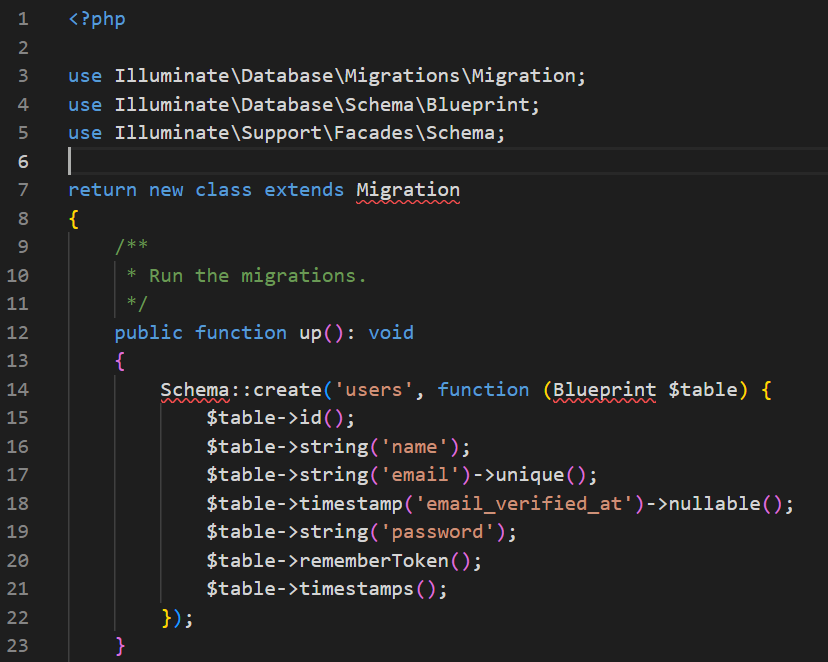 1 <?php
2
3 use Illuminate\Database\Migrations\Migration;
4 use Illuminate\Database\Schema\Blueprint;
5 use Illuminate\Support\Facades\Schema;
6
7 return new class extends Migration
8 {
9     /**
10      * Run the migrations.
11      */
12     public function up(): void
13     {
14         Schema::create('users', function (Blueprint $table) {
15             $table->id();
16             $table->string('name');
17             $table->string('email')->unique();
18             $table->timestamp('email_verified_at')->nullable();
19             $table->string('password');
20             $table->rememberToken();
21             $table->timestamps();
22         });
23     }